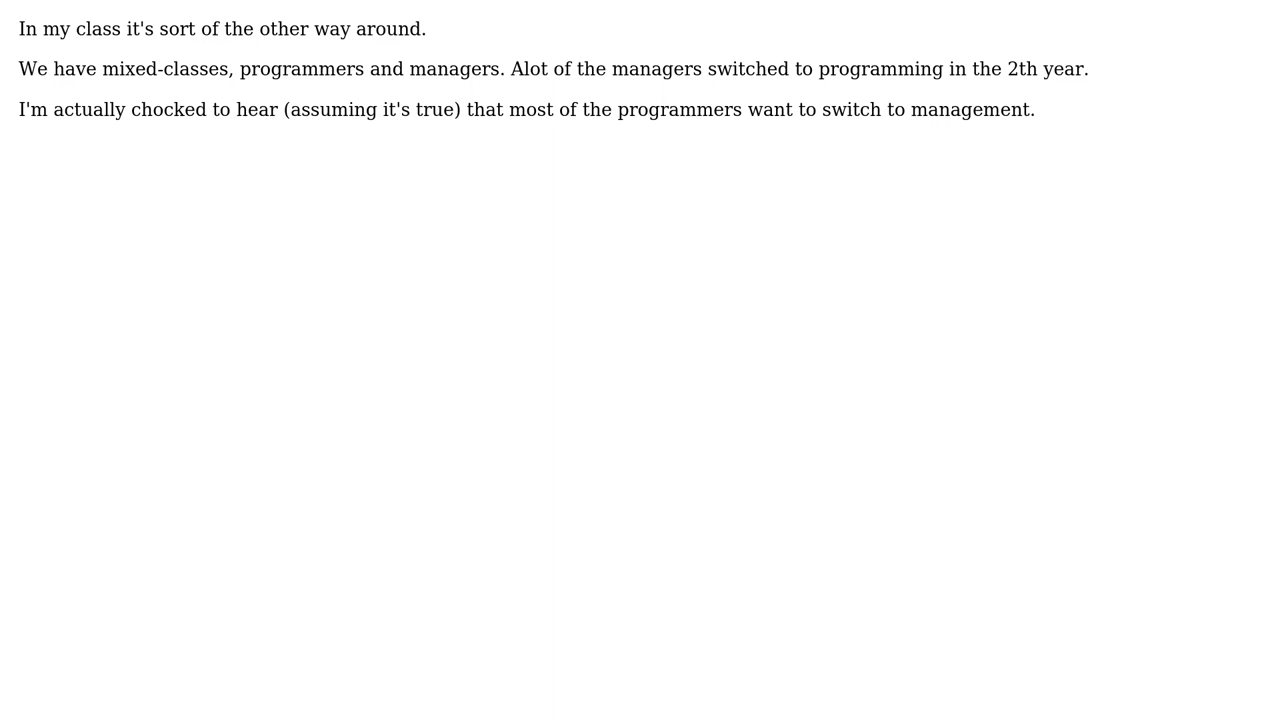 In my class it's sort of the other way around.
We have mixed-classes, programmers and managers. Alot of the managers switched to programming in the 2th year.
I'm actually chocked to hear (assuming it's true) that most of the programmers want to switch to management.